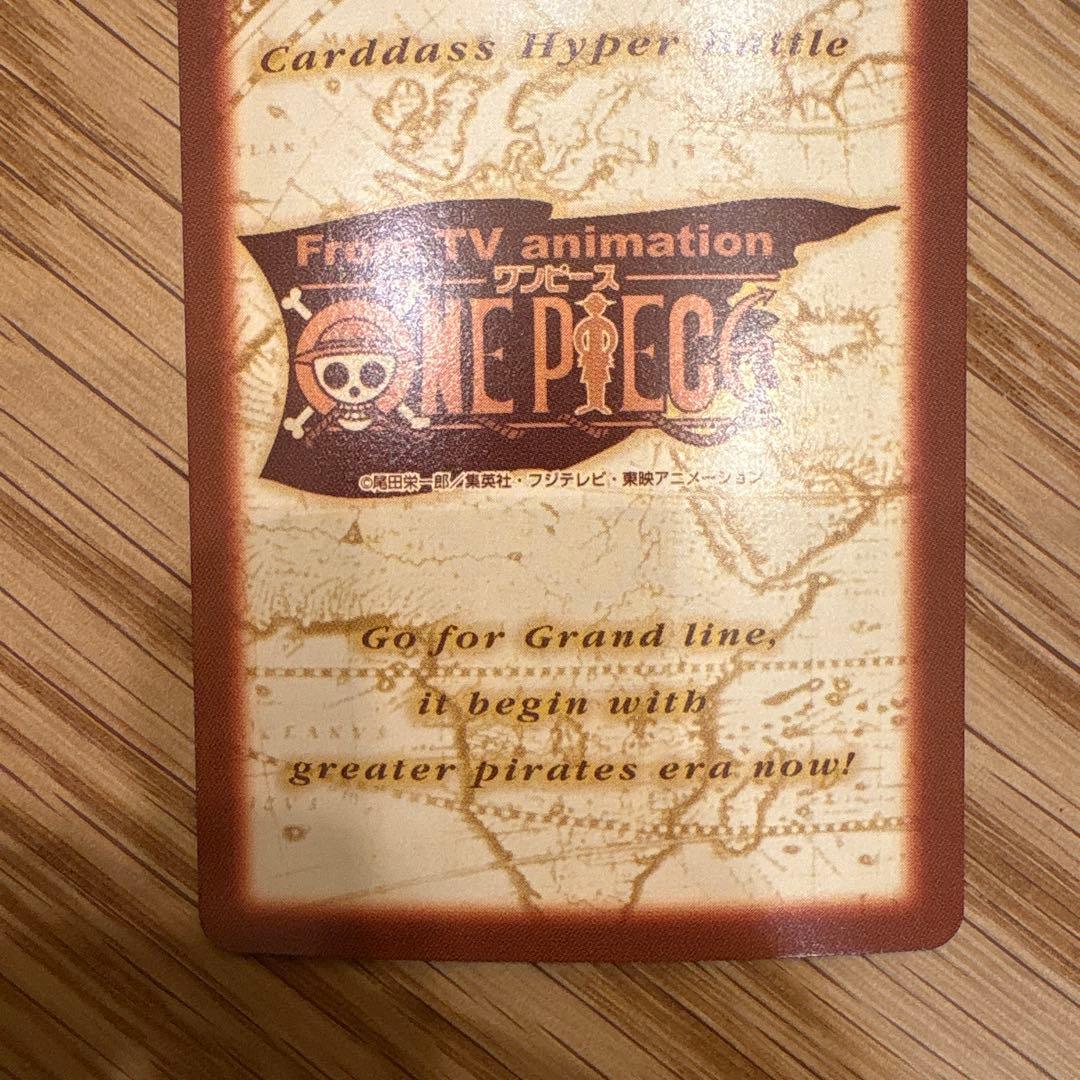 Carddass Hyper Battle
From TV animation
ワンピース
ONE PIECE
©尾田栄一郎／集英社・フジテレビ・東映アニメーション
Go for Grand line,
it begin with
greater pirates era now!